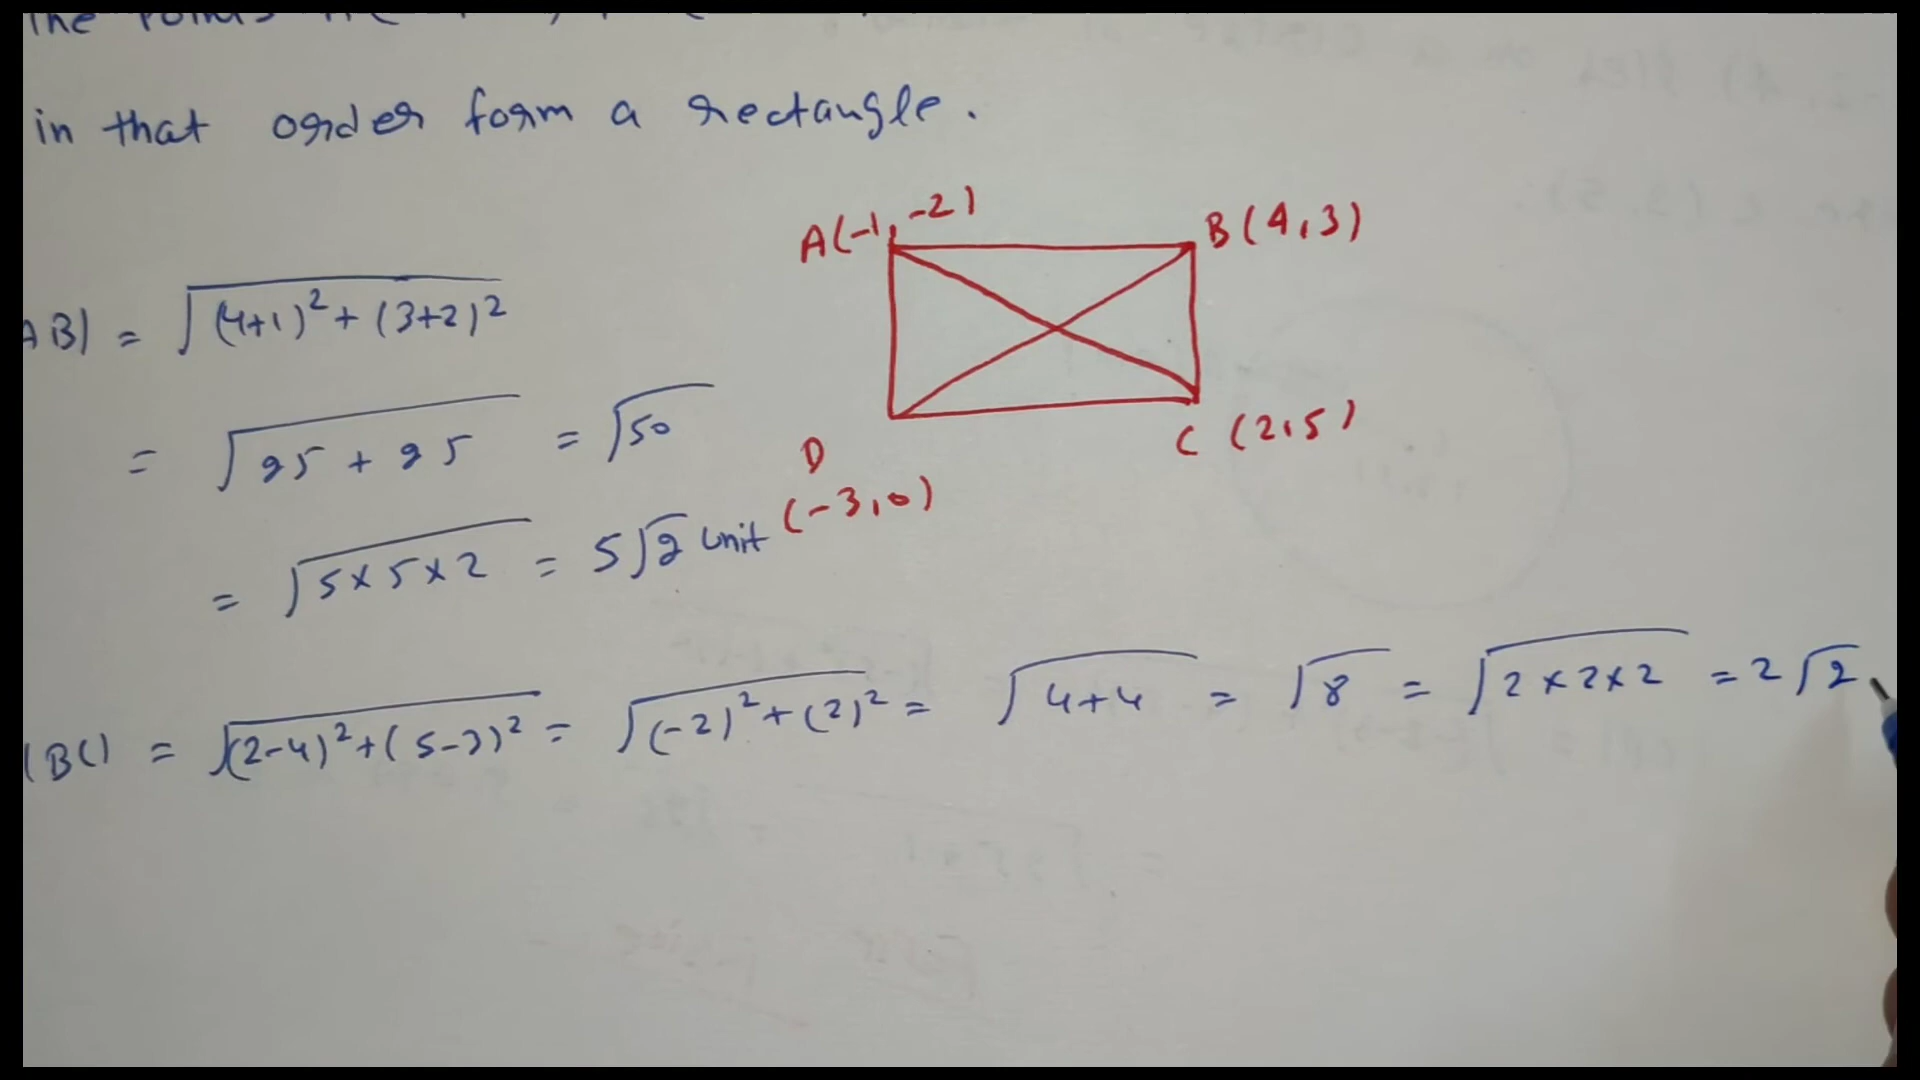 The Points
in that order form a rectangle.
A(-1, -2)
B(4,3)
AB) = √(4+1)²+(3+2)²
= √25+25 = √50
D
C (2,5)
(-3,0)
= √5×5×2 = 5√2 unit
(BC) = √(2-4)²+(5-3)² = √(-2)²+(2)² = √4+4 = √8 = √2×2×2 = 2√2